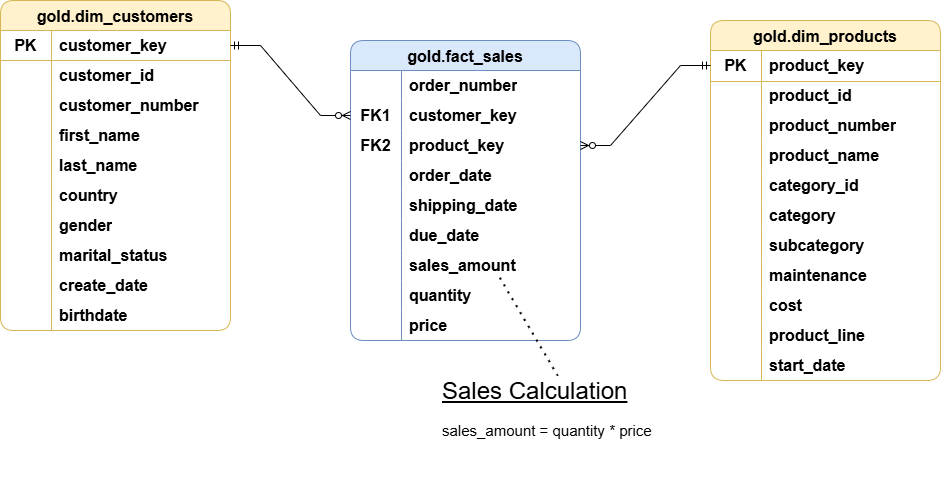 gold.dim_customers
PK customer_key
customer_id
customer_number
first_name
last_name
country
gender
marital_status
create_date
birthdate
gold.fact_sales
order_number
FK1 customer_key
FK2 product_key
order_date
shipping_date
due_date
sales_amount
quantity
price
Sales Calculation
sales_amount = quantity * price
gold.dim_products
PK product_key
product_id
product_number
product_name
category_id
category
subcategory
maintenance
cost
product_line
start_date